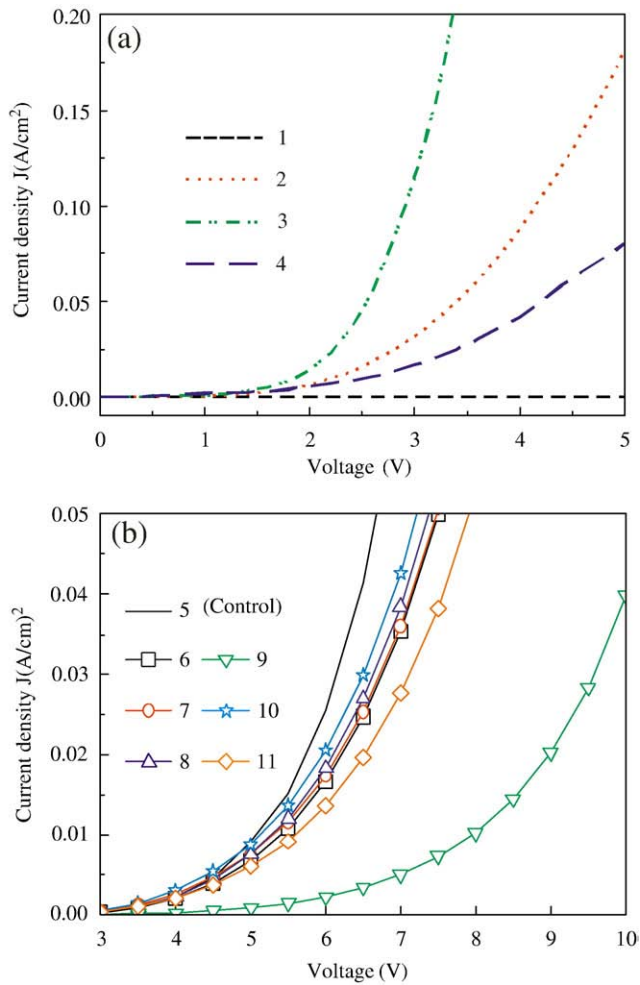 (a)
0.20
0.15
0.10
0.05
0.00
Current density J(A/cm²)
1
2
3
4
0 1 2 3 4 5
Voltage (V)
(b)
0.05
0.04
0.03
0.02
0.01
0.00
Current density J(A/cm)²
5 (Control)
6 9
7 10
8 11
3 4 5 6 7 8 9 10
Voltage (V)